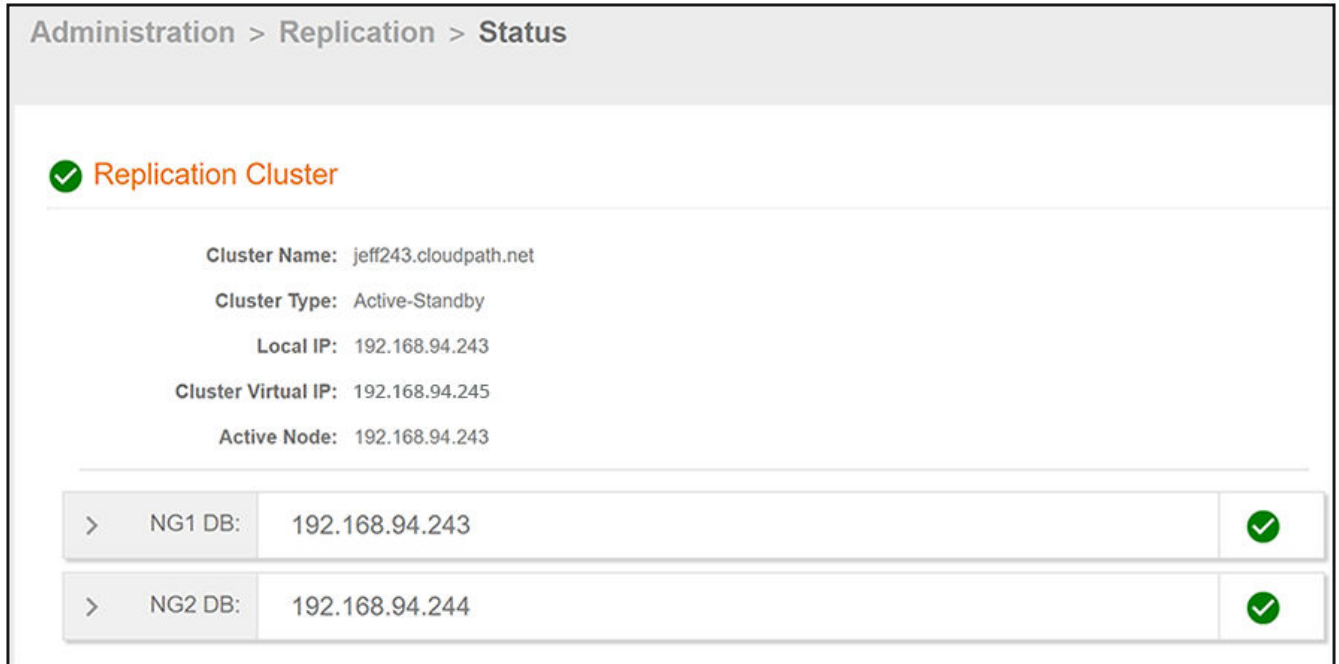 Administration > Replication > Status
Replication Cluster
Cluster Name: jeff243.cloudpath.net
Cluster Type: Active-Standby
Local IP: 192.168.94.243
Cluster Virtual IP: 192.168.94.245
Active Node: 192.168.94.243
NG1 DB: 192.168.94.243
NG2 DB: 192.168.94.244